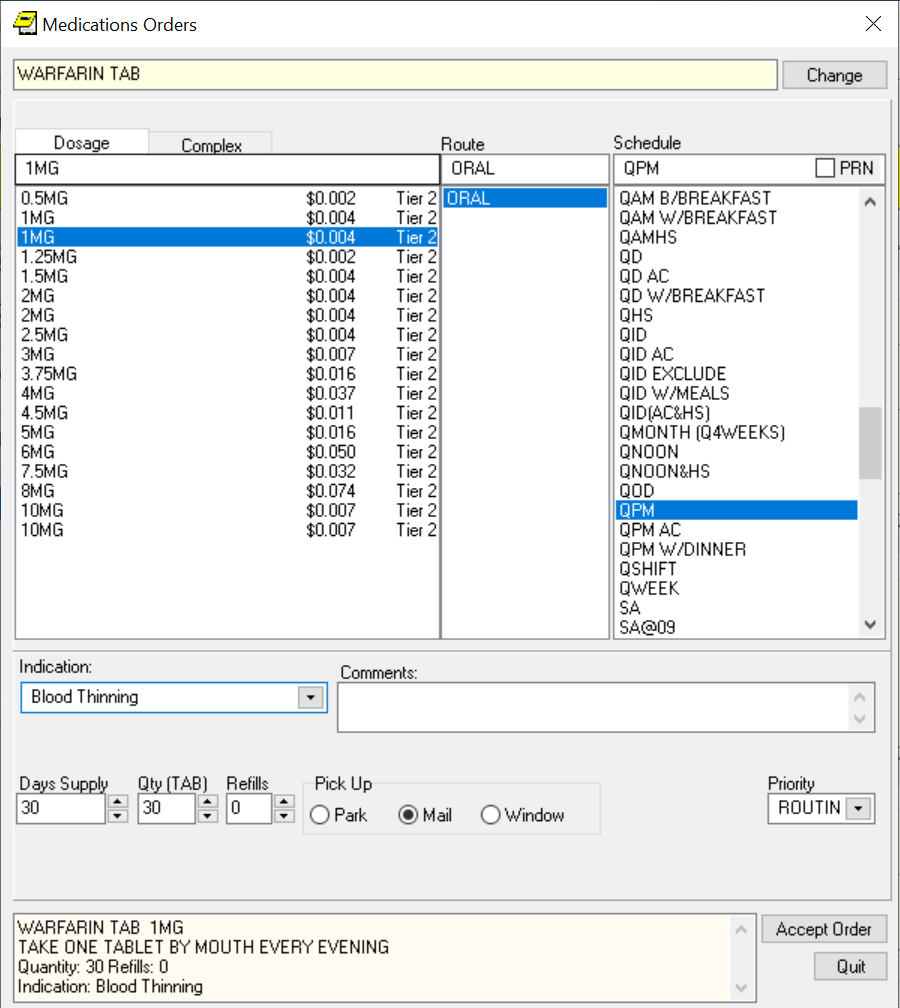 Medications Orders
WARFARIN TAB
Change
Dosage Complex
Route
Schedule
1MG
ORAL
QPM PRN
0.5MG $0.002 Tier 2
1MG $0.004 Tier 2
1MG $0.004 Tier 2
1.25MG $0.002 Tier 2
1.5MG $0.004 Tier 2
2MG $0.004 Tier 2
2MG $0.004 Tier 2
2.5MG $0.004 Tier 2
3MG $0.007 Tier 2
3.75MG $0.016 Tier 2
4MG $0.037 Tier 2
4.5MG $0.011 Tier 2
5MG $0.016 Tier 2
6MG $0.050 Tier 2
7.5MG $0.032 Tier 2
8MG $0.074 Tier 2
10MG $0.007 Tier 2
10MG $0.007 Tier 2
ORAL
QAM B/BREAKFAST
QAM W/BREAKFAST
QAMHS
QD
QD AC
QD W/BREAKFAST
QHS
QID
QID AC
QID EXCLUDE
QID W/MEALS
QID(AC&HS)
QMONTH (Q4WEEKS)
QNOON
QNOON&HS
QOD
QPM
QPM AC
QPM W/DINNER
QSHIFT
QWEEK
SA
SA@09
Indication:
Blood Thinning
Comments:
Days Supply Qty (TAB) Refills Pick Up Priority
30 30 0 Park Mail Window ROUTIN
WARFARIN TAB 1MG
TAKE ONE TABLET BY MOUTH EVERY EVENING
Quantity: 30 Refills: 0
Indication: Blood Thinning
Accept Order
Quit